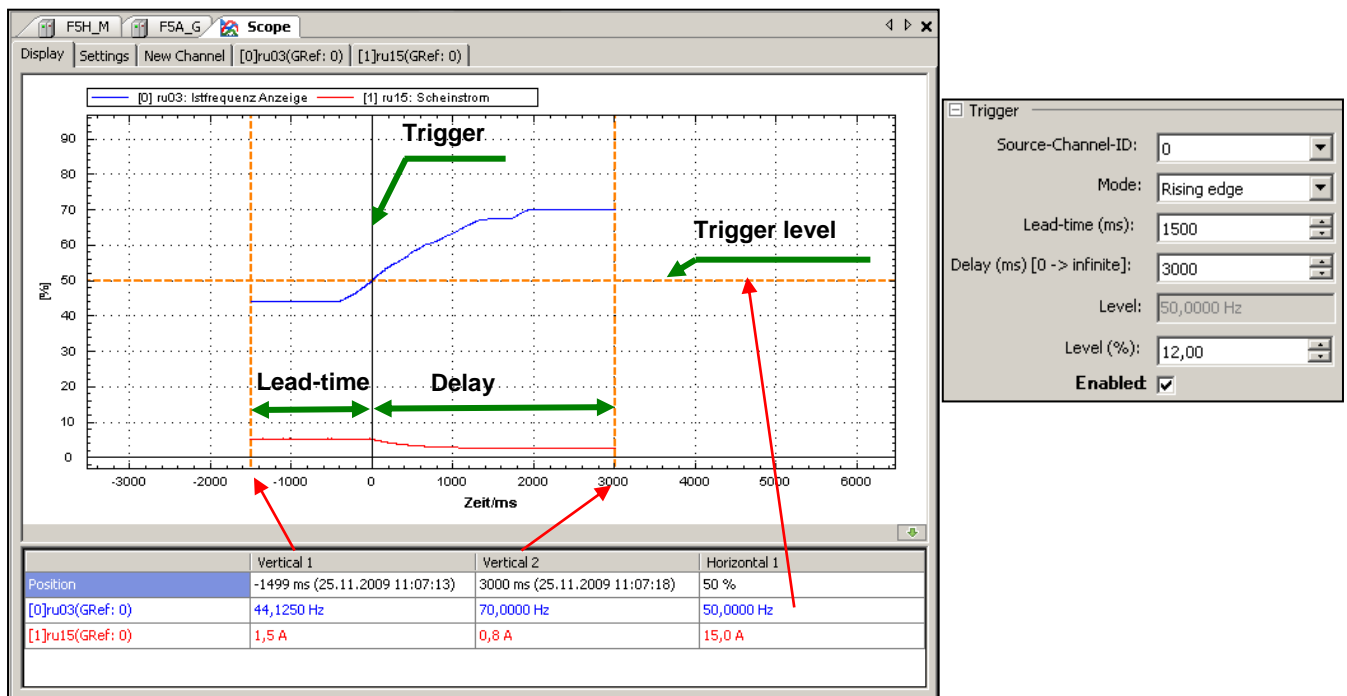 F5H_M F5A_G Scope
Display Settings New Channel [0]ru03(GRef: 0) [1]ru15(GRef: 0)
[0] ru03: Istfrequenz Anzeige [1] ru15: Scheinstrom
90
80
70
60
50
40
30
20
10
0
[%]
Trigger
Trigger level
Lead-time
Delay
-3000 -2000 -1000 0 1000 2000 3000 4000 5000 6000
Zeit/ms
Vertical 1 Vertical 2 Horizontal 1
Position -1499 ms (25.11.2009 11:07:13) 3000 ms (25.11.2009 11:07:18) 50 %
[0]ru03(GRef: 0) 44,1250 Hz 70,0000 Hz 50,0000 Hz
[1]ru15(GRef: 0) 1,5 A 0,8 A 15,0 A
Trigger
Source-Channel-ID: 0
Mode: Rising edge
Lead-time (ms): 1500
Delay (ms) [0 -> infinite]: 3000
Level: 50,0000 Hz
Level (%): 12,00
Enabled: